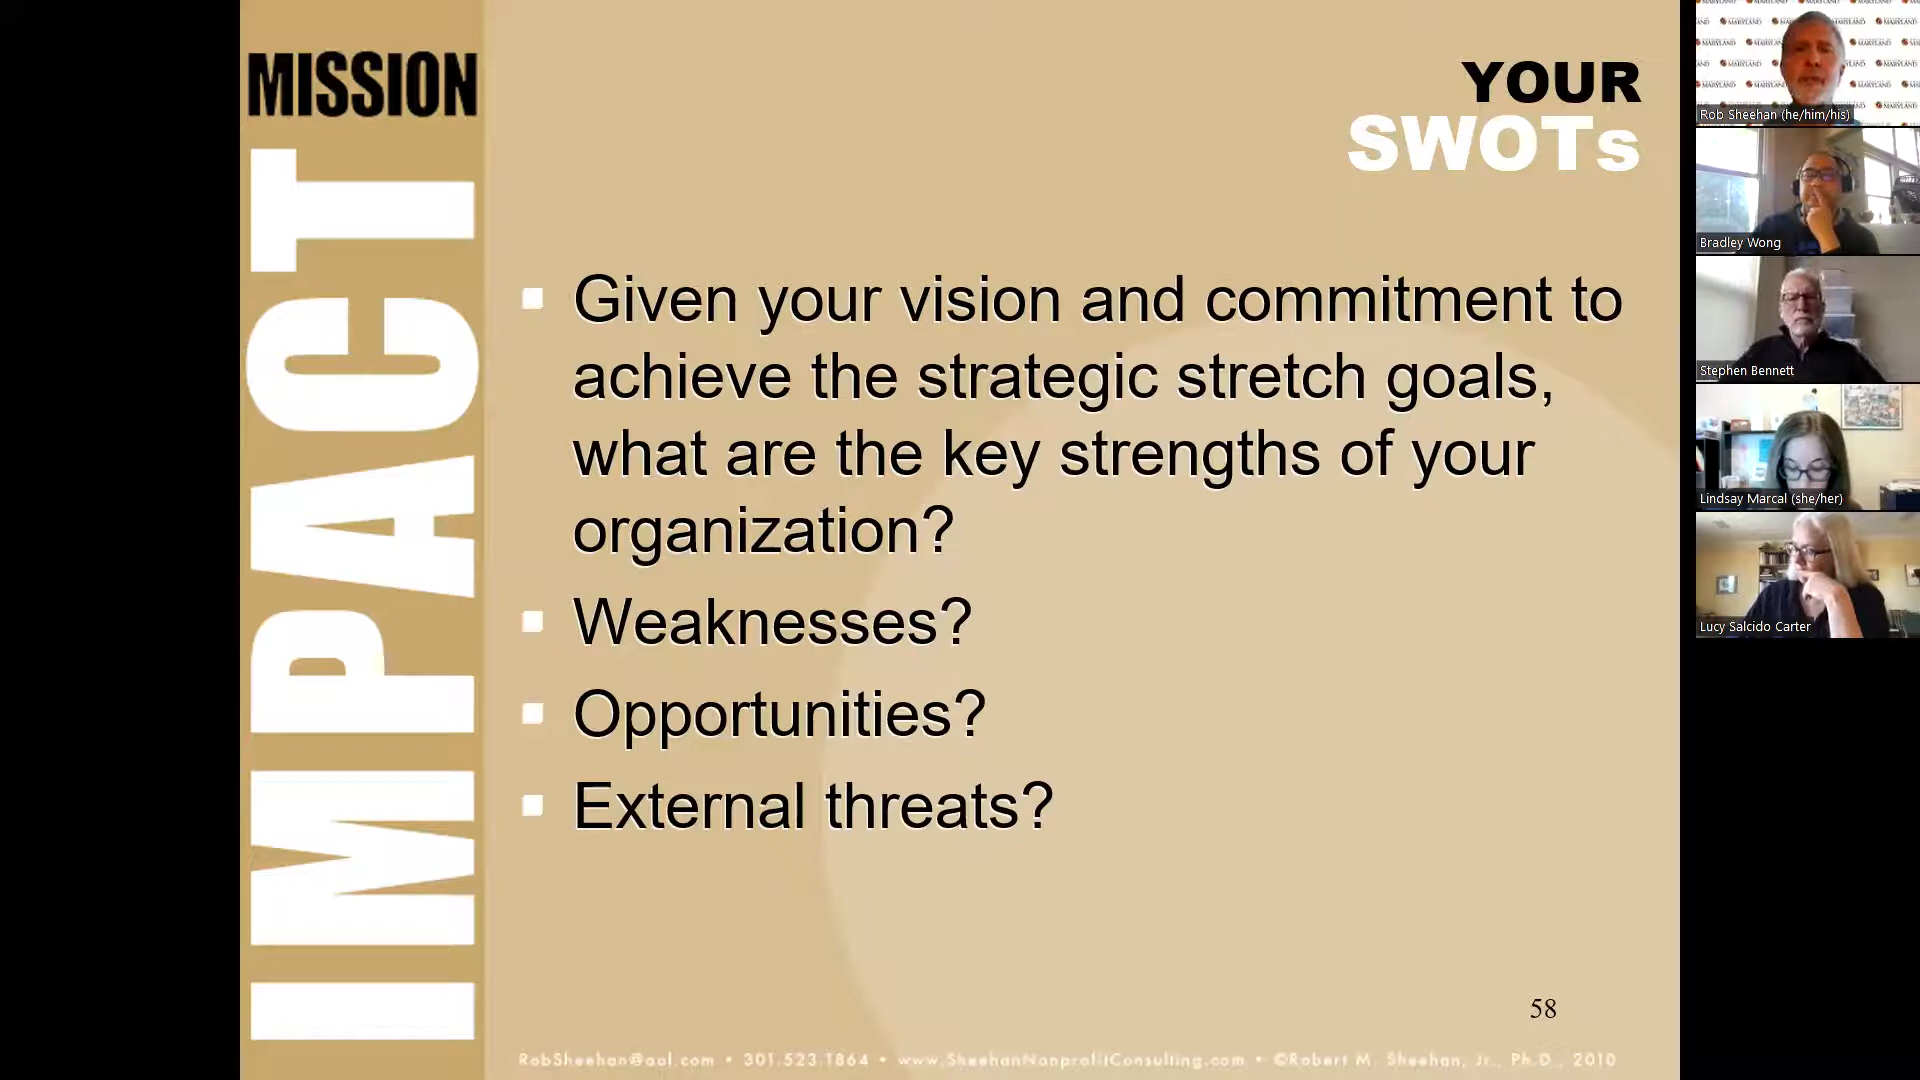 MISSION
IMPACT
YOUR
SWOTs
Given your vision and commitment to
achieve the strategic stretch goals,
what are the key strengths of your
organization?
Weaknesses?
Opportunities?
External threats?
58
RobSheehan@aol.com • 301.523.1864 • www.SheehanNonprofitConsulting.com • ©Robert M. Sheehan, Jr., Ph.D., 2010
MARYLAND
Rob Sheehan (he/him/his)
Bradley Wong
Stephen Bennett
Lindsay Marcal (she/her)
Lucy Salcido Carter